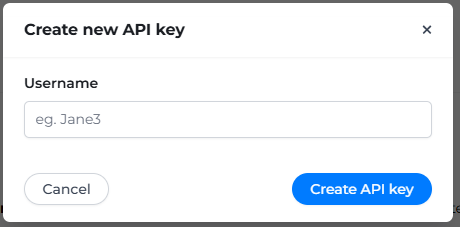 Create new API key
×
Username
eg. Jane3
Cancel
Create API key